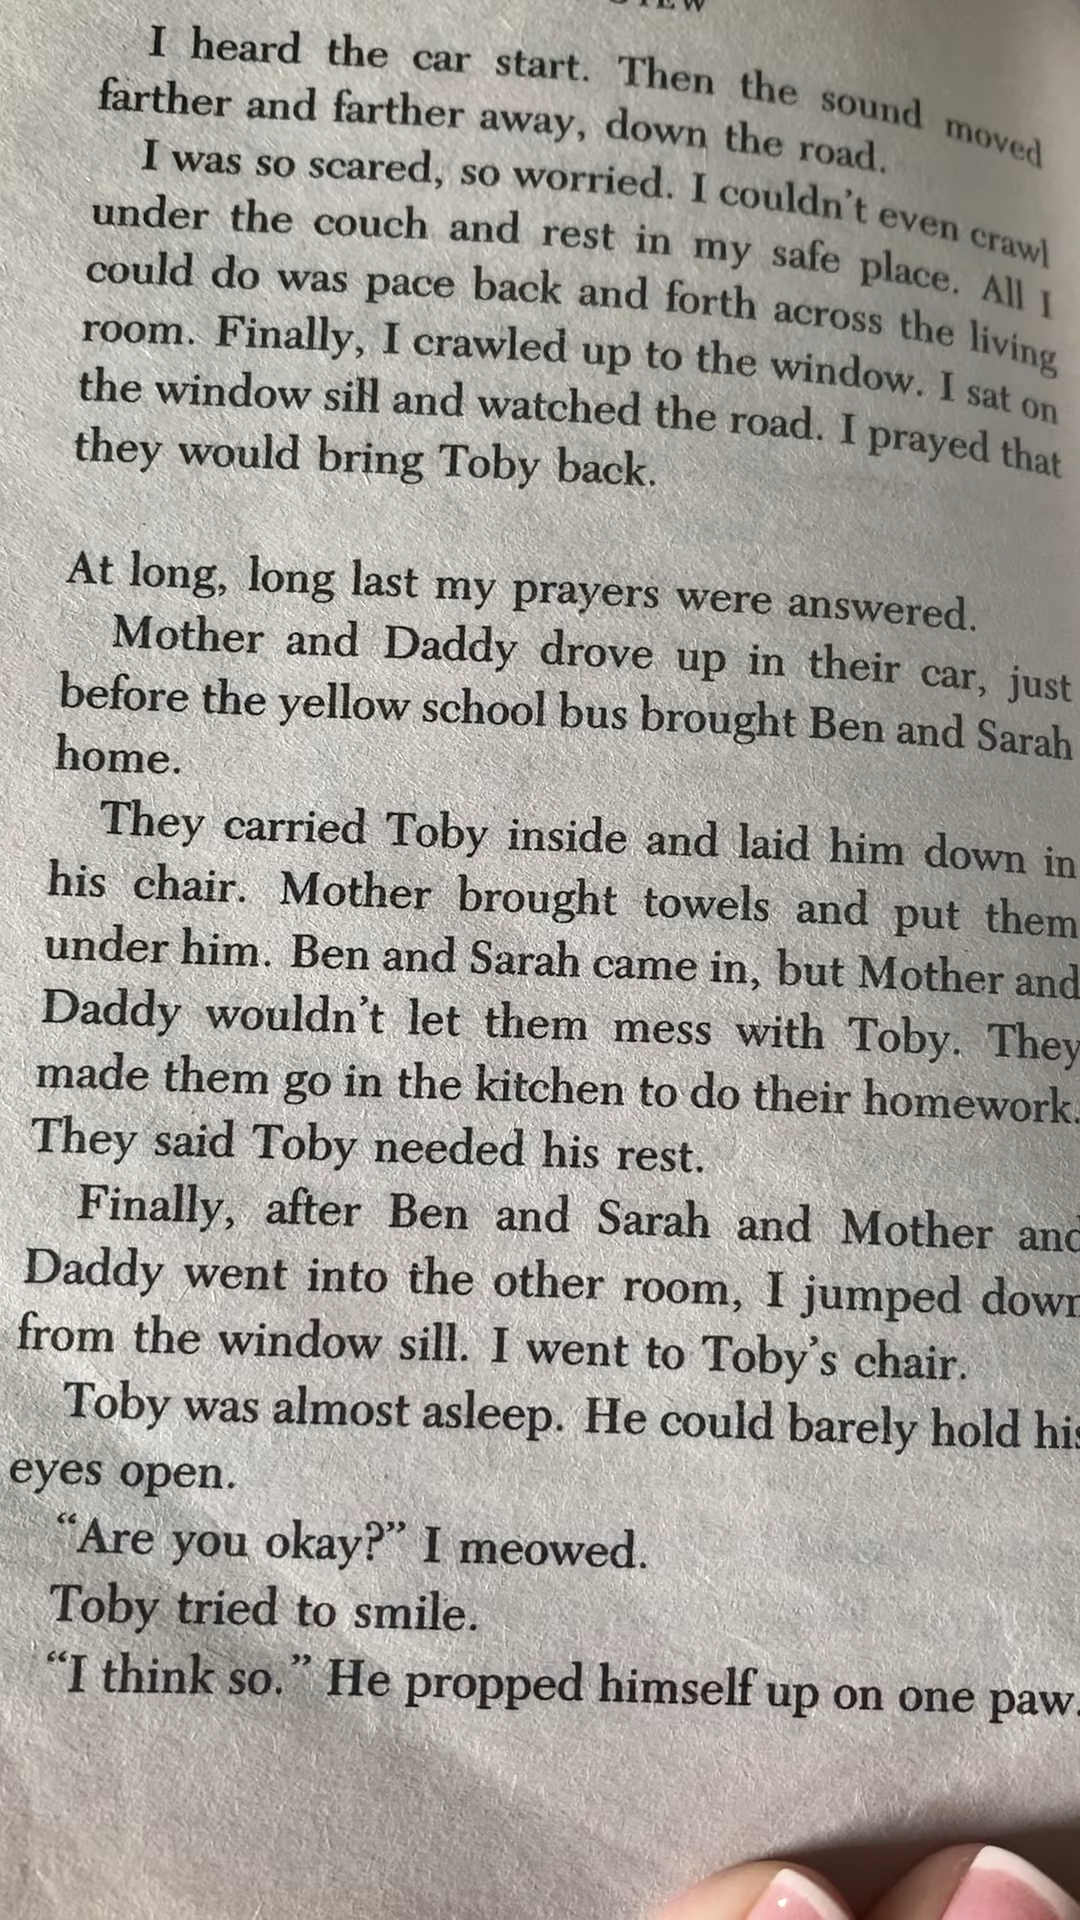 I heard the car start. Then the sound moved
farther and farther away, down the road.
I was so scared, so worried. I couldn't even crawl
under the couch and rest in my safe place. All I
could do was pace back and forth across the living
room. Finally, I crawled up to the window. I sat on
the window sill and watched the road. I prayed that
they would bring Toby back.
At long, long last my prayers were answered.
Mother and Daddy drove up in their car, just
before the yellow school bus brought Ben and Sarah
home.
They carried Toby inside and laid him down in
his chair. Mother brought towels and put them
under him. Ben and Sarah came in, but Mother and
Daddy wouldn't let them mess with Toby. They
made them go in the kitchen to do their homework.
They said Toby needed his rest.
Finally, after Ben and Sarah and Mother and
Daddy went into the other room, I jumped down
from the window sill. I went to Toby's chair.
Toby was almost asleep. He could barely hold his
eyes open.
“Are you okay?” I meowed.
Toby tried to smile.
“I think so.” He propped himself up on one paw.